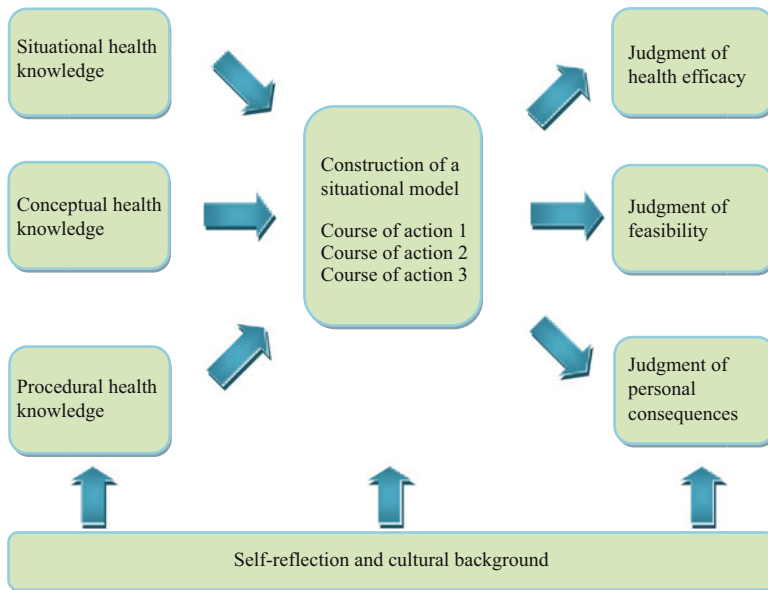 Situational health
knowledge
Conceptual health
knowledge
Procedural health
knowledge
Construction of a
situational model
Course of action 1
Course of action 2
Course of action 3
Judgment of
health efficacy
Judgment of
feasibility
Judgment of
personal
consequences
Self-reflection and cultural background